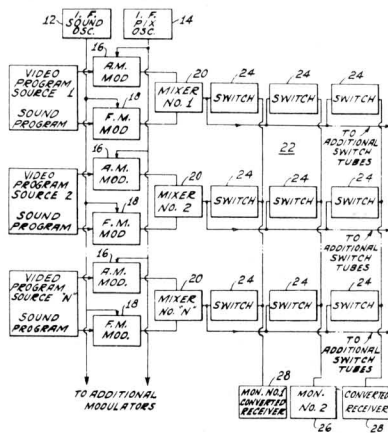 12
I.F.
SOUND
OSC.
I.F.
PIX
OSC.
14
16
A.M.
MOD
VIDEO
PROGRAM
SOURCE 1
SOUND
PROGRAM
18
F.M.
MOD
20
MIXER
NO. 1
24
SWITCH
24
SWITCH
24
SWITCH
TO
ADDITIONAL
SWITCH
TUBES
22
16
A.M.
MOD.
VIDEO
PROGRAM
SOURCE 2
SOUND
PROGRAM
18
F.M.
MOD.
20
MIXER
NO. 2
24
SWITCH
24
SWITCH
24
SWITCH
TO
ADDITIONAL
SWITCH
TUBES
16
A.M.
MOD.
VIDEO
PROGRAM
SOURCE "N"
SOUND
PROGRAM
18
F.M.
MOD.
20
MIXER
NO. "N"
24
SWITCH
24
SWITCH
24
SWITCH
TO
ADDITIONAL
SWITCH
TUBES
TO ADDITIONAL
MODULATORS
MON. NO.1
CONVERTED
RECEIVER
28
MON.
NO. 2
26
CONVERTED
RECEIVER
28